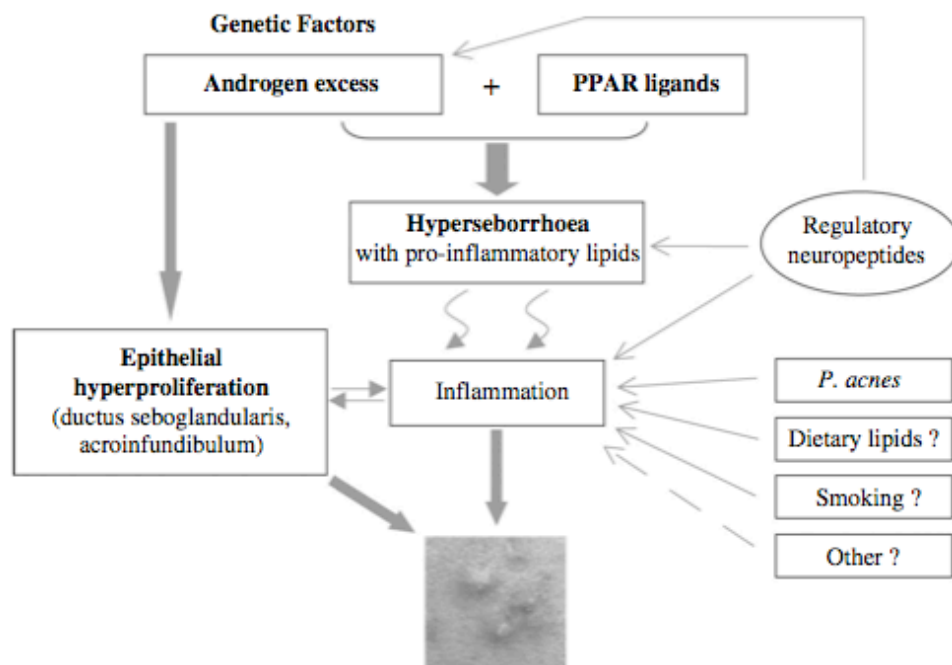 Genetic Factors
Androgen excess
+
PPAR ligands
Hyperseborrhoea
with pro-inflammatory lipids
Regulatory
neuropeptides
Epithelial
hyperproliferation
(ductus seboglandularis,
acroinfundibulum)
Inflammation
P. acnes
Dietary lipids ?
Smoking ?
Other ?